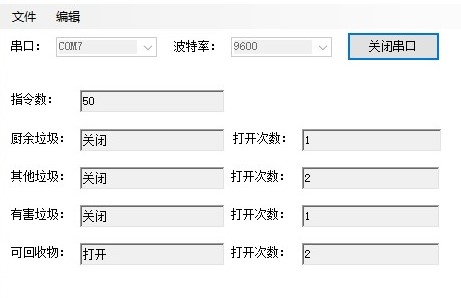 文件 编辑
串口： COM7 波特率： 9600 关闭串口
指令数： 50
厨余垃圾： 关闭 打开次数： 1
其他垃圾： 关闭 打开次数： 2
有害垃圾： 关闭 打开次数： 1
可回收物： 打开 打开次数： 2